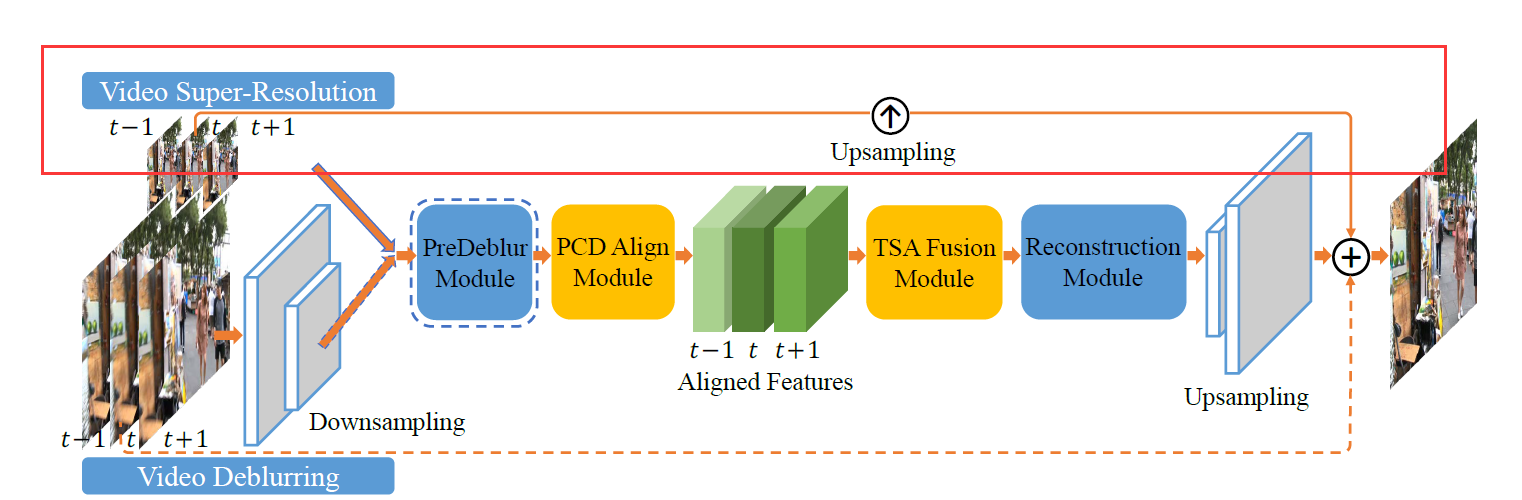 Video Super-Resolution
t−1 t t+1
Upsampling
PreDeblur
Module
PCD Align
Module
TSA Fusion
Module
Reconstruction
Module
t−1 t t+1
Aligned Features
Upsampling
Downsampling
t−1 t t+1
Video Deblurring